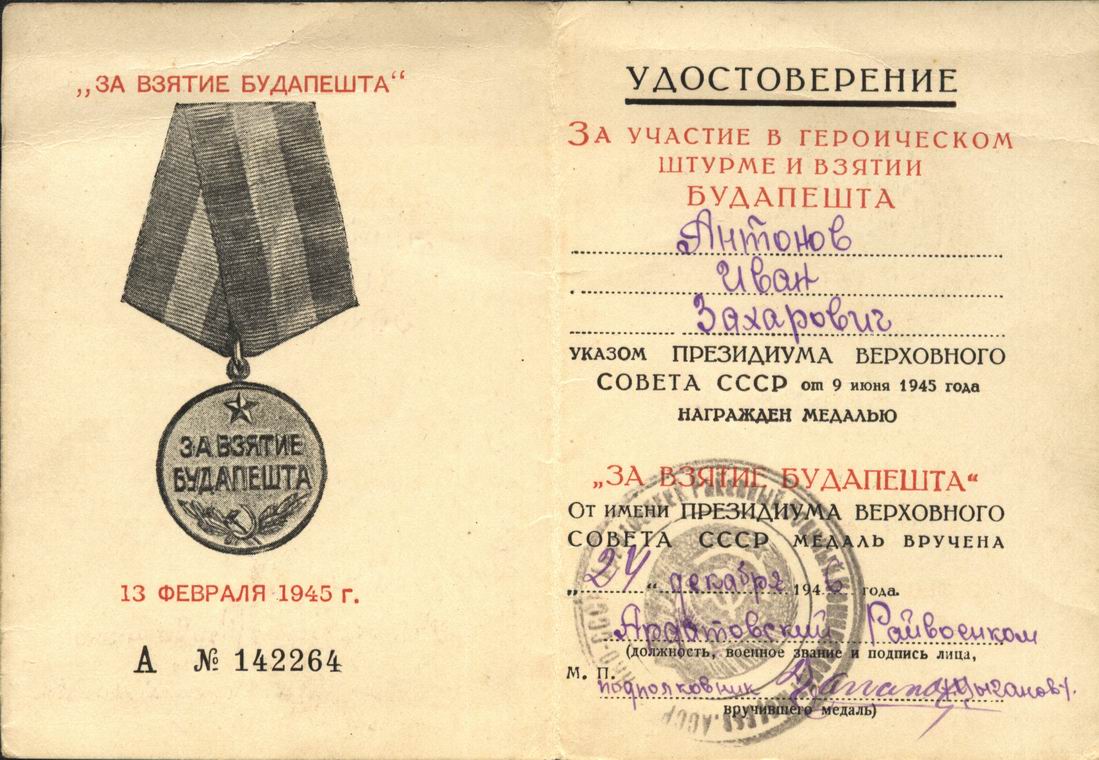 „ЗА ВЗЯТИЕ БУДАПЕШТА“
ЗА ВЗЯТИЕ
БУДАПЕШТА
13 ФЕВРАЛЯ 1945 г.
А № 142264
УДОСТОВЕРЕНИЕ
ЗА УЧАСТИЕ В ГЕРОИЧЕСКОМ
ШТУРМЕ И ВЗЯТИИ
БУДАПЕШТА
Антонов
Иван
Захарович
УКАЗОМ ПРЕЗИДИУМА ВЕРХОВНОГО
СОВЕТА СССР от 9 июня 1945 года
НАГРАЖДЕН МЕДАЛЬЮ
„ЗА ВЗЯТИЕ БУДАПЕШТА“
ОТ ИМЕНИ ПРЕЗИДИУМА ВЕРХОВНОГО
СОВЕТА СССР МЕДАЛЬ ВРУЧЕНА
„24“ декабря 194 года.
Ардатовский Райвоенком
(должность, военное звание и подпись лица,
М. П.
подполковник /Цыганов/.
вручившего медаль)